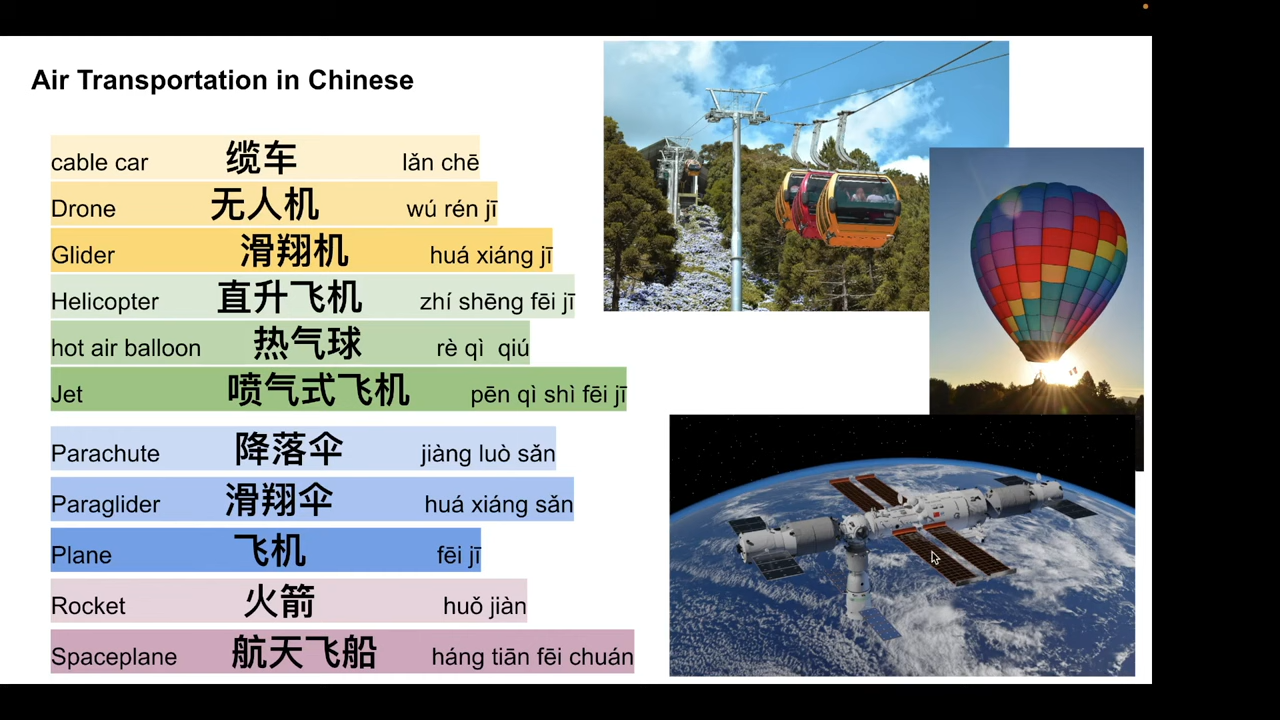 Air Transportation in Chinese
cable car 缆车 lǎn chē
Drone 无人机 wú rén jī
Glider 滑翔机 huá xiáng jī
Helicopter 直升飞机 zhí shēng fēi jī
hot air balloon 热气球 rè qì qiú
Jet 喷气式飞机 pēn qì shì fēi jī
Parachute 降落伞 jiàng luò sǎn
Paraglider 滑翔伞 huá xiáng sǎn
Plane 飞机 fēi jī
Rocket 火箭 huǒ jiàn
Spaceplane 航天飞船 háng tiān fēi chuán